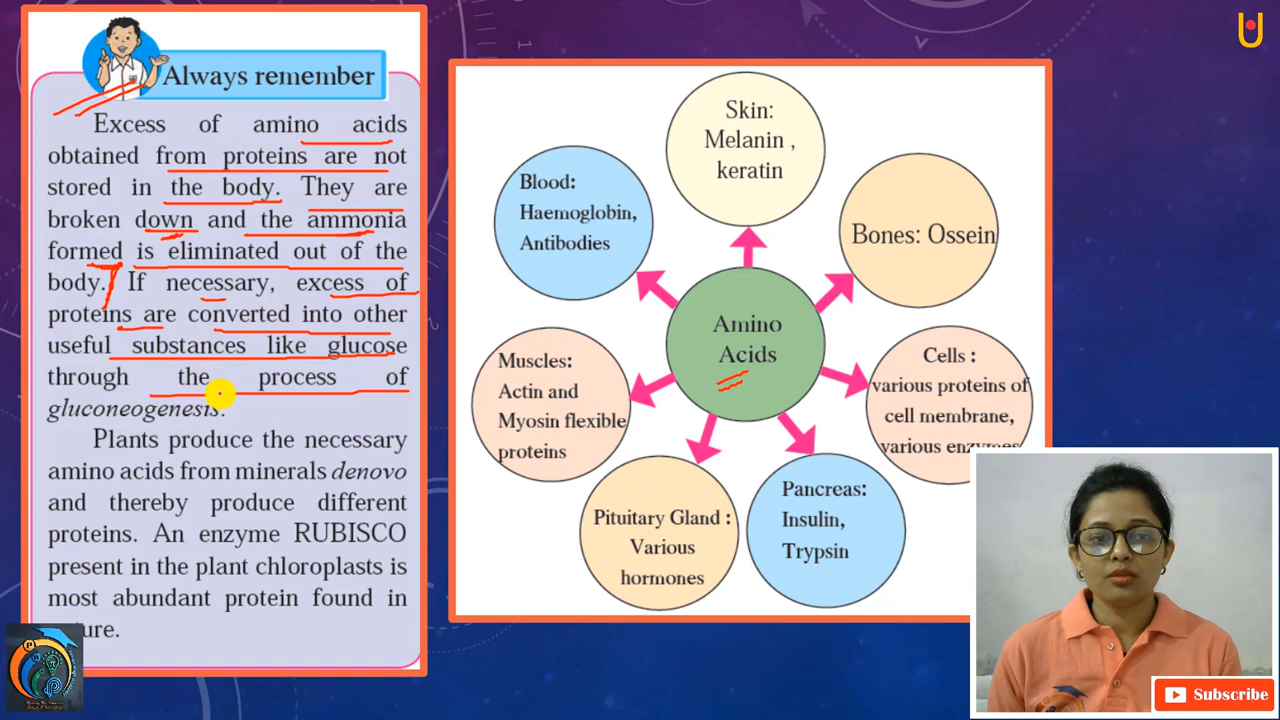 Always remember
Excess of amino acids
obtained from proteins are not
stored in the body. They are
broken down and the ammonia
formed is eliminated out of the
body. If necessary, excess of
proteins are converted into other
useful substances like glucose
through the process of
gluconeogenesis.
Plants produce the necessary
amino acids from minerals denovo
and thereby produce different
proteins. An enzyme RUBISCO
present in the plant chloroplasts is
most abundant protein found in
Skin:
Melanin ,
keratin
Blood:
Haemoglobin,
Antibodies
Bones: Ossein
Amino
Acids
Muscles:
Actin and
Myosin flexible
proteins
Cells :
various proteins of
cell membrane,
various enzymes
Pituitary Gland :
Various
hormones
Pancreas:
Insulin,
Trypsin
Subscribe